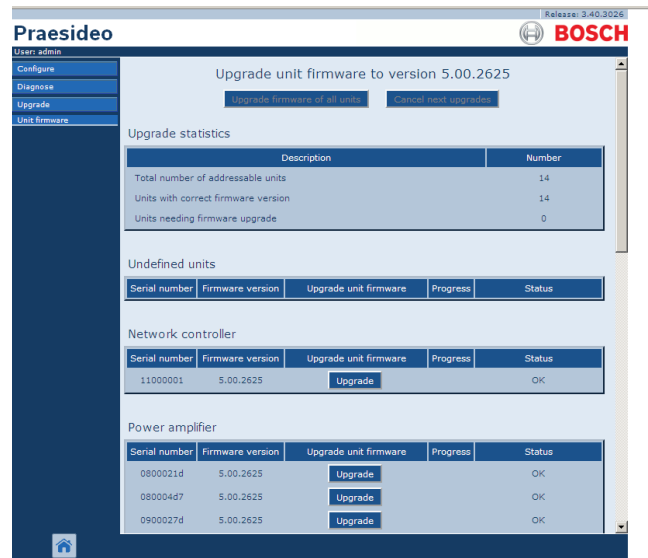 Release: 3.40.3026
Praesideo
BOSCH
User: admin
Configure
Diagnose
Upgrade
Unit firmware
Upgrade unit firmware to version 5.00.2625
Upgrade firmware of all units Cancel next upgrades
Upgrade statistics
Description Number
Total number of addressable units 14
Units with correct firmware version 14
Units needing firmware upgrade 0
Undefined units
Serial number Firmware version Upgrade unit firmware Progress Status
Network controller
Serial number Firmware version Upgrade unit firmware Progress Status
11000001 5.00.2625 Upgrade OK
Power amplifier
Serial number Firmware version Upgrade unit firmware Progress Status
0800021d 5.00.2625 Upgrade OK
080004d7 5.00.2625 Upgrade OK
0900027d 5.00.2625 Upgrade OK